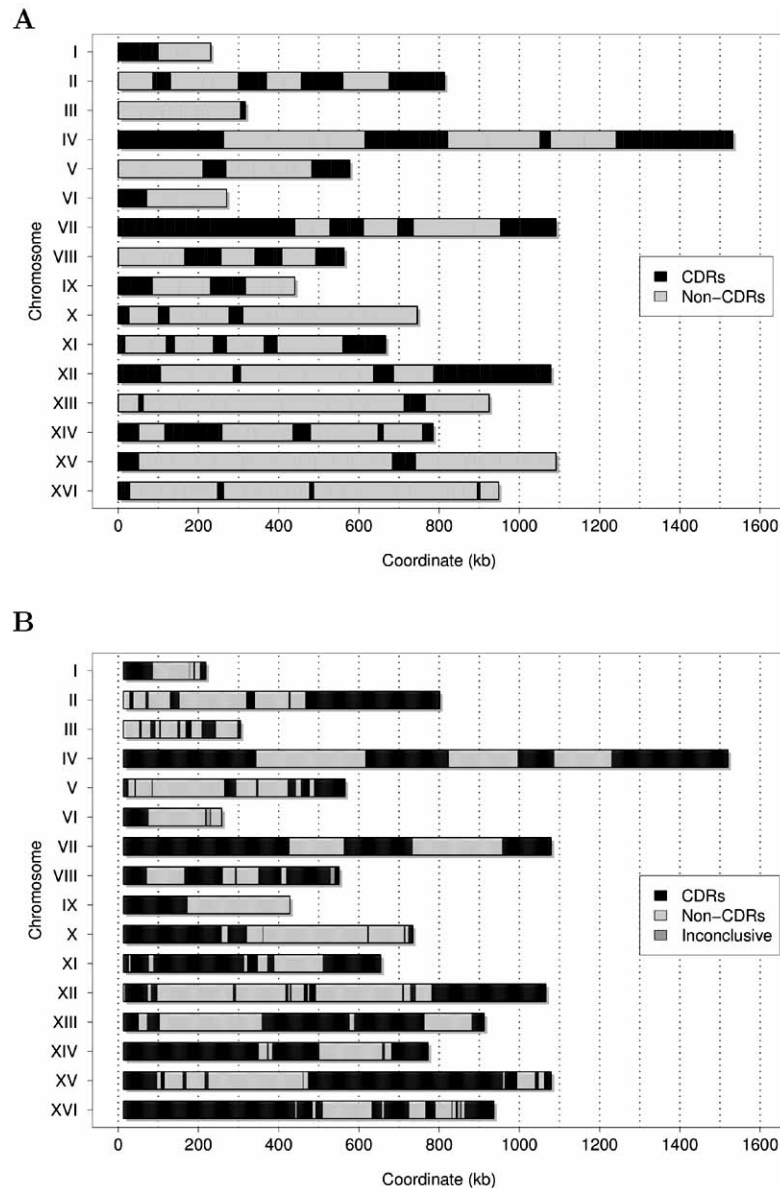 A
I
II
III
IV
V
VI
VII
VIII
IX
X
XI
XII
XIII
XIV
XV
XVI
Chromosome
CDRs
Non−CDRs
0 200 400 600 800 1000 1200 1400 1600
Coordinate (kb)
B
I
II
III
IV
V
VI
VII
VIII
IX
X
XI
XII
XIII
XIV
XV
XVI
Chromosome
CDRs
Non−CDRs
Inconclusive
0 200 400 600 800 1000 1200 1400 1600
Coordinate (kb)